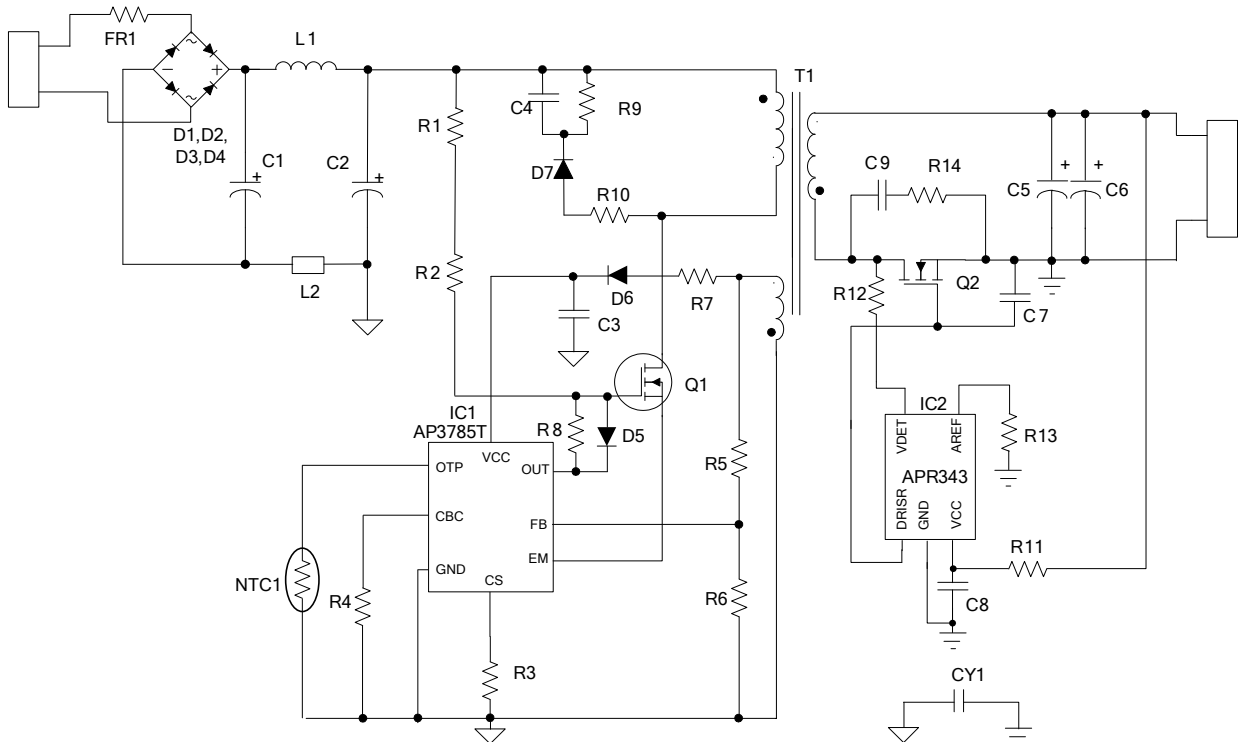 FR1
L1
T1
~
−
+
~
D1,D2,
D3,D4
C1
+
C2
+
R1
C4
R9
D7
R10
C9
R14
C5
+
+
C6
R2
L2
D6
R7
C3
R12
Q2
C7
Q1
IC1
AP3785T
R8
D5
IC2
VDET
AREF
R13
APR343
DRISR
GND
VCC
VCC
OTP
OUT
R5
CBC
FB
EM
GND
CS
NTC1
R4
R6
R11
C8
R3
CY1